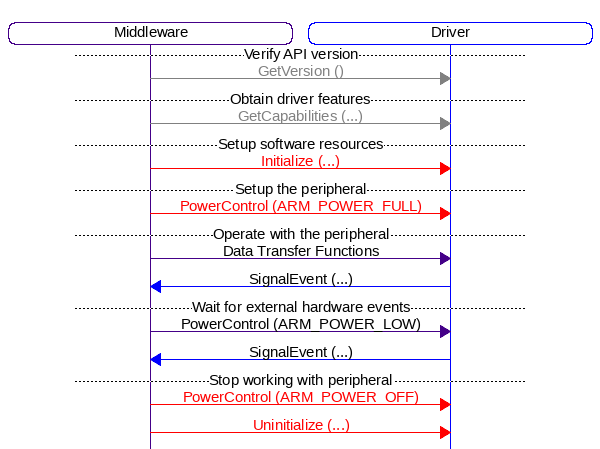 Middleware
Driver
Verify API version
GetVersion ()
Obtain driver features
GetCapabilities (...)
Setup software resources
Initialize (...)
Setup the peripheral
PowerControl (ARM_POWER_FULL)
Operate with the peripheral
Data Transfer Functions
SignalEvent (...)
Wait for external hardware events
PowerControl (ARM_POWER_LOW)
SignalEvent (...)
Stop working with peripheral
PowerControl (ARM_POWER_OFF)
Uninitialize (...)